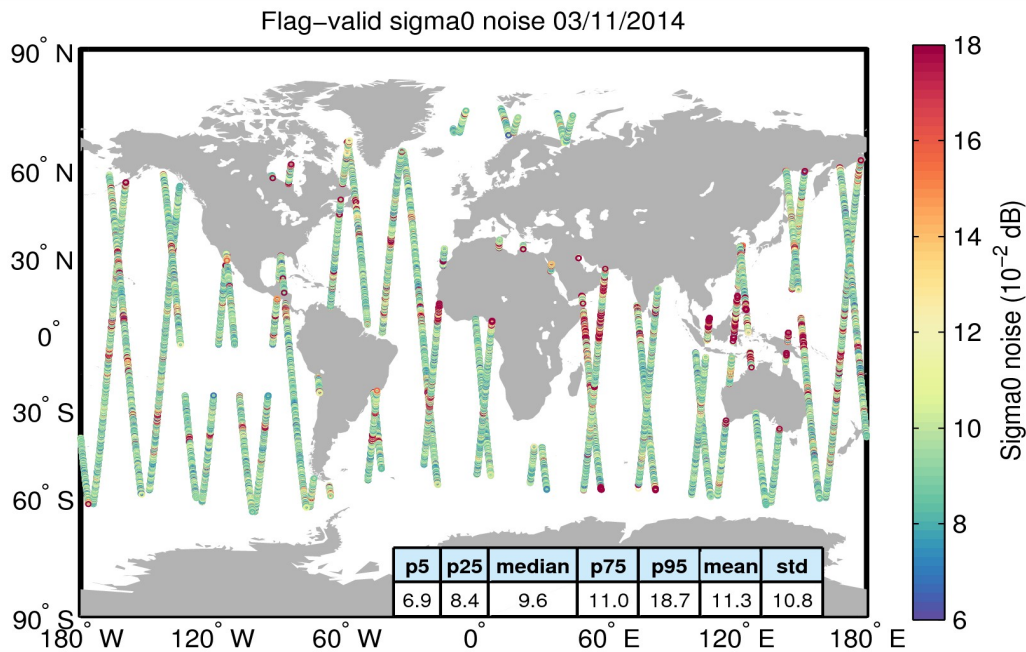 Flag−valid sigma0 noise 03/11/2014
90° N
60° N
30° N
0°
30° S
60° S
90° S
180° W
120° W
60° W
0°
60° E
120° E
180° E
p5 p25 median p75 p95 mean std
6.9 8.4 9.6 11.0 18.7 11.3 10.8
18
16
14
12
10
8
6
Sigma0 noise (10⁻² dB)